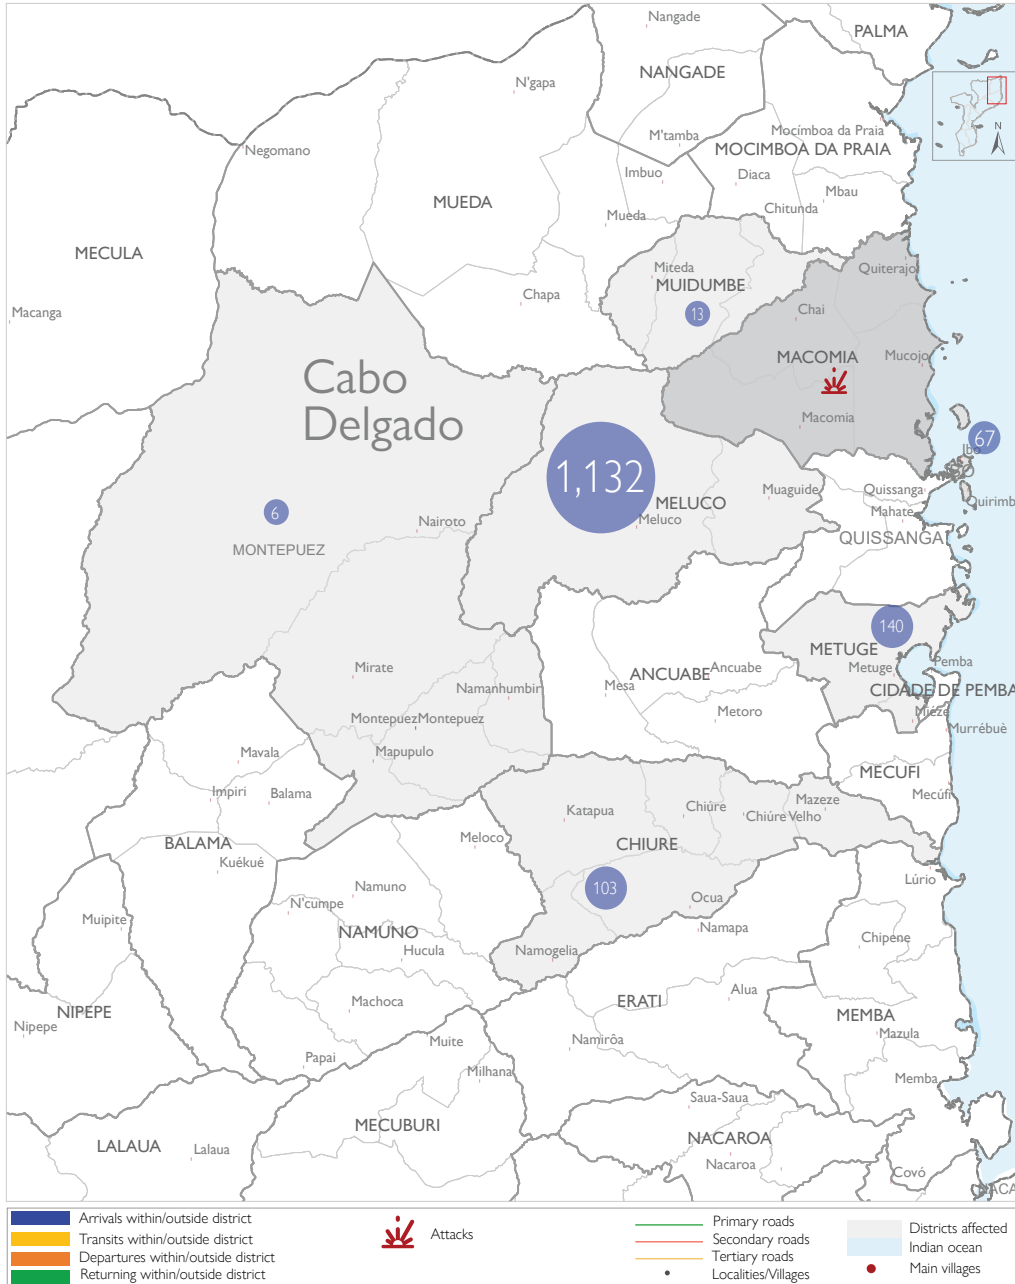 Nangade
PALMA
N'gapa
NANGADE
N
M'tamba
Mocímboa da Praia
Negomano
MOCIMBOA DA PRAIA
Imbuo
Diaca
Mbau
MUEDA
Chitunda
Mueda
MECULA
Miteda
Quiterajo
MUIDUMBE
Chapa
Macanga
13
Chai
MACOMIA
Mucojo
Cabo
Delgado
Macomia
67
Ibo
1,132
Muaguide
Quissanga
MELUCO
Quirimb
6
Nairoto
Meluco
Mahate
MONTEPUEZ
QUISSANGA
140
METUGE
Mirate
Ancuabe
Metuge
Pemba
ANCUABE
Namanhumbir
Mesa
CIDADE DE PEMBA
Montepuez
Montepuez
Metoro
Miéze
Murrébuè
Mavala
Mapupulo
MECUFI
Impiri
Balama
Mecúfi
Katapua
Chiúre
Mazeze
Chiúre Velho
BALAMA
Meloco
CHIURE
Kuékué
Namuno
103
Lúrio
N'cumpe
Ocua
Muipite
NAMUNO
Namapa
Chipene
Hucula
Namogelia
Machoca
ERATI
Alua
NIPEPE
MEMBA
Nipepe
Mazula
Muite
Namirôa
Papai
Milhana
Memba
Saua-Saua
MECUBURI
LALAUA
Lalaua
NACAROA
Nacaroa
Covó
NACA
Arrivals within/outside district
Transits within/outside district
Departures within/outside district
Returning within/outside district
Attacks
Primary roads
Secondary roads
Tertiary roads
Localities/Villages
Districts affected
Indian ocean
Main villages